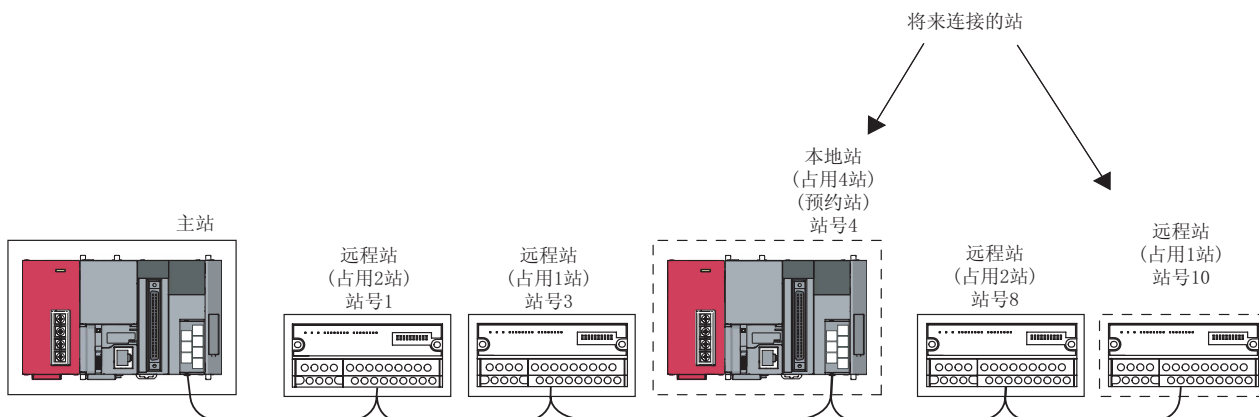 将来连接的站
本地站
(占用4站)
(预约站)
站号4
主站
远程站
(占用2站)
站号1
远程站
(占用1站)
站号3
远程站
(占用2站)
站号8
远程站
(占用1站)
站号10